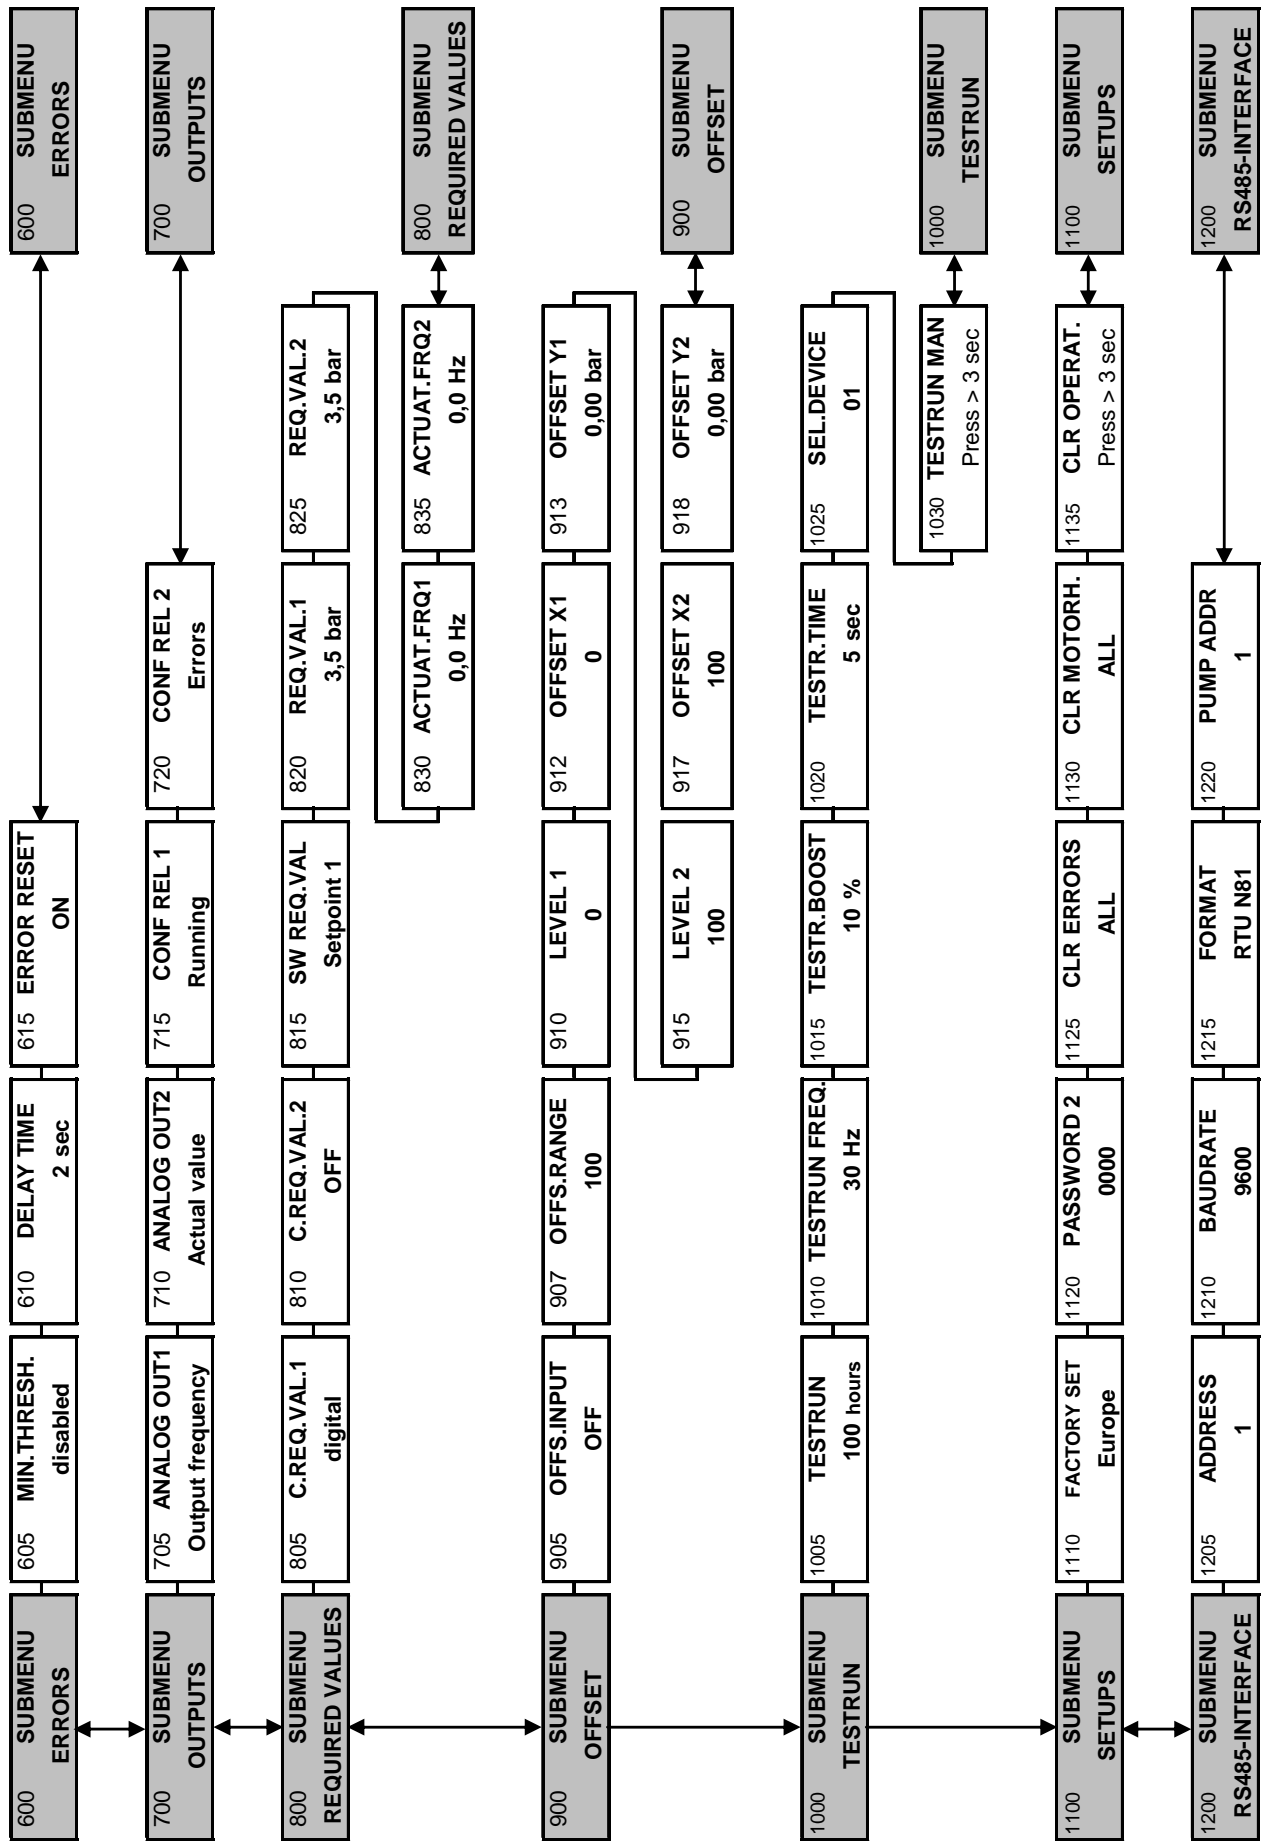 600 SUBMENU
ERRORS
605 MIN.THRESH.
disabled
610 DELAY TIME
2 sec
615 ERROR RESET
ON
600 SUBMENU
ERRORS
700 SUBMENU
OUTPUTS
705 ANALOG OUT1
Output frequency
710 ANALOG OUT2
Actual value
715 CONF REL 1
Running
720 CONF REL 2
Errors
700 SUBMENU
OUTPUTS
800 SUBMENU
REQUIRED VALUES
805 C.REQ.VAL.1
digital
810 C.REQ.VAL.2
OFF
815 SW REQ.VAL
Setpoint 1
820 REQ.VAL.1
3,5 bar
825 REQ.VAL.2
3,5 bar
830 ACTUAT.FRQ1
0,0 Hz
835 ACTUAT.FRQ2
0,0 Hz
800 SUBMENU
REQUIRED VALUES
900 SUBMENU
OFFSET
905 OFFS.INPUT
OFF
907 OFFS.RANGE
100
910 LEVEL 1
0
912 OFFSET X1
0
913 OFFSET Y1
0,00 bar
915 LEVEL 2
100
917 OFFSET X2
100
918 OFFSET Y2
0,00 bar
900 SUBMENU
OFFSET
1000 SUBMENU
TESTRUN
1005 TESTRUN
100 hours
1010 TESTRUN FREQ.
30 Hz
1015 TESTR.BOOST
10 %
1020 TESTR.TIME
5 sec
1025 SEL.DEVICE
01
1030 TESTRUN MAN
Press > 3 sec
1000 SUBMENU
TESTRUN
1100 SUBMENU
SETUPS
1110 FACTORY SET
Europe
1120 PASSWORD 2
0000
1125 CLR ERRORS
ALL
1130 CLR MOTORH.
ALL
1135 CLR OPERAT.
Press > 3 sec
1100 SUBMENU
SETUPS
1200 SUBMENU
RS485-INTERFACE
1205 ADDRESS
1
1210 BAUDRATE
9600
1215 FORMAT
RTU N81
1220 PUMP ADDR
1
1200 SUBMENU
RS485-INTERFACE